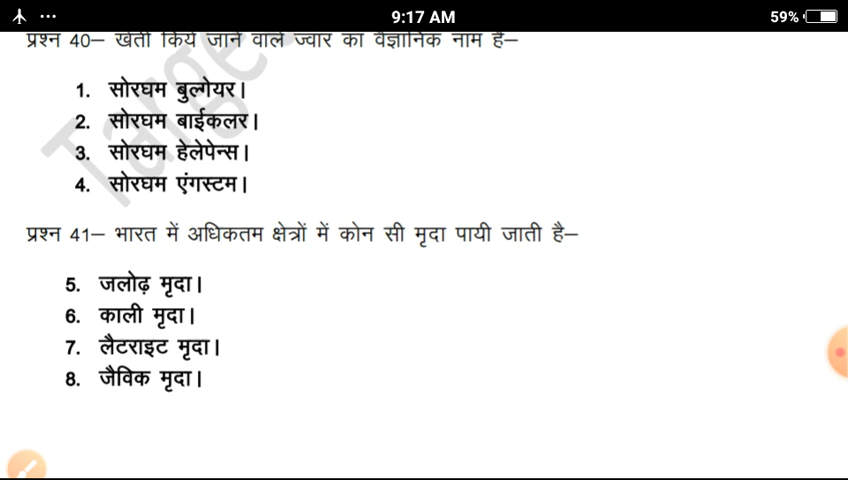 9:17 AM
59%
प्रश्न 40– खेती किये जाने वाले ज्वार का वैज्ञानिक नाम है–
1. सोरघम बुल्गेयर।
2. सोरघम बाईकलर।
3. सोरघम हेलेपेन्स।
4. सोरघम एंगस्टम।
प्रश्न 41– भारत में अधिकतम क्षेत्रों में कोन सी मृदा पायी जाती है–
5. जलोढ़ मृदा।
6. काली मृदा।
7. लैटराइट मृदा।
8. जैविक मृदा।